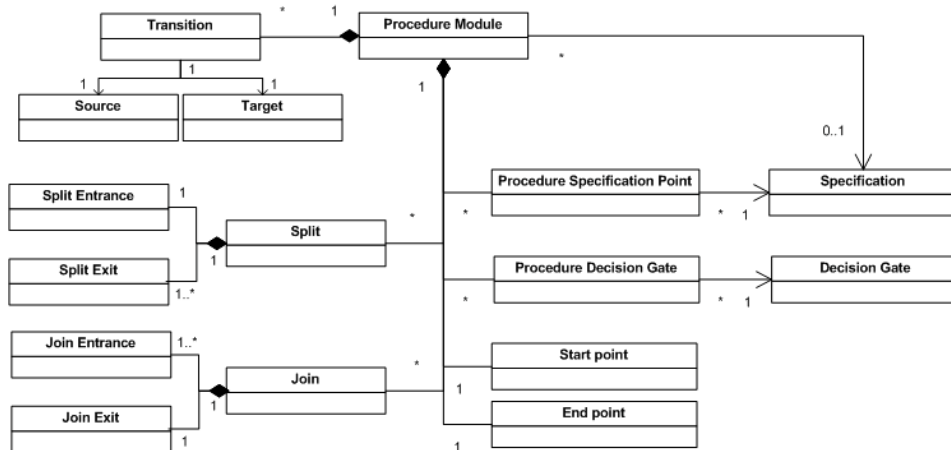 * 1
Transition
Procedure Module
1
*
1
1 1
Source
Target
0..1
Procedure Specification Point
Specification
Split Entrance
1
* * 1
Split
*
1
Split Exit
1..*
Procedure Decision Gate
Decision Gate
* * 1
Join Entrance
1..*
Start point
Join
*
1
1
Join Exit
1
End point
1